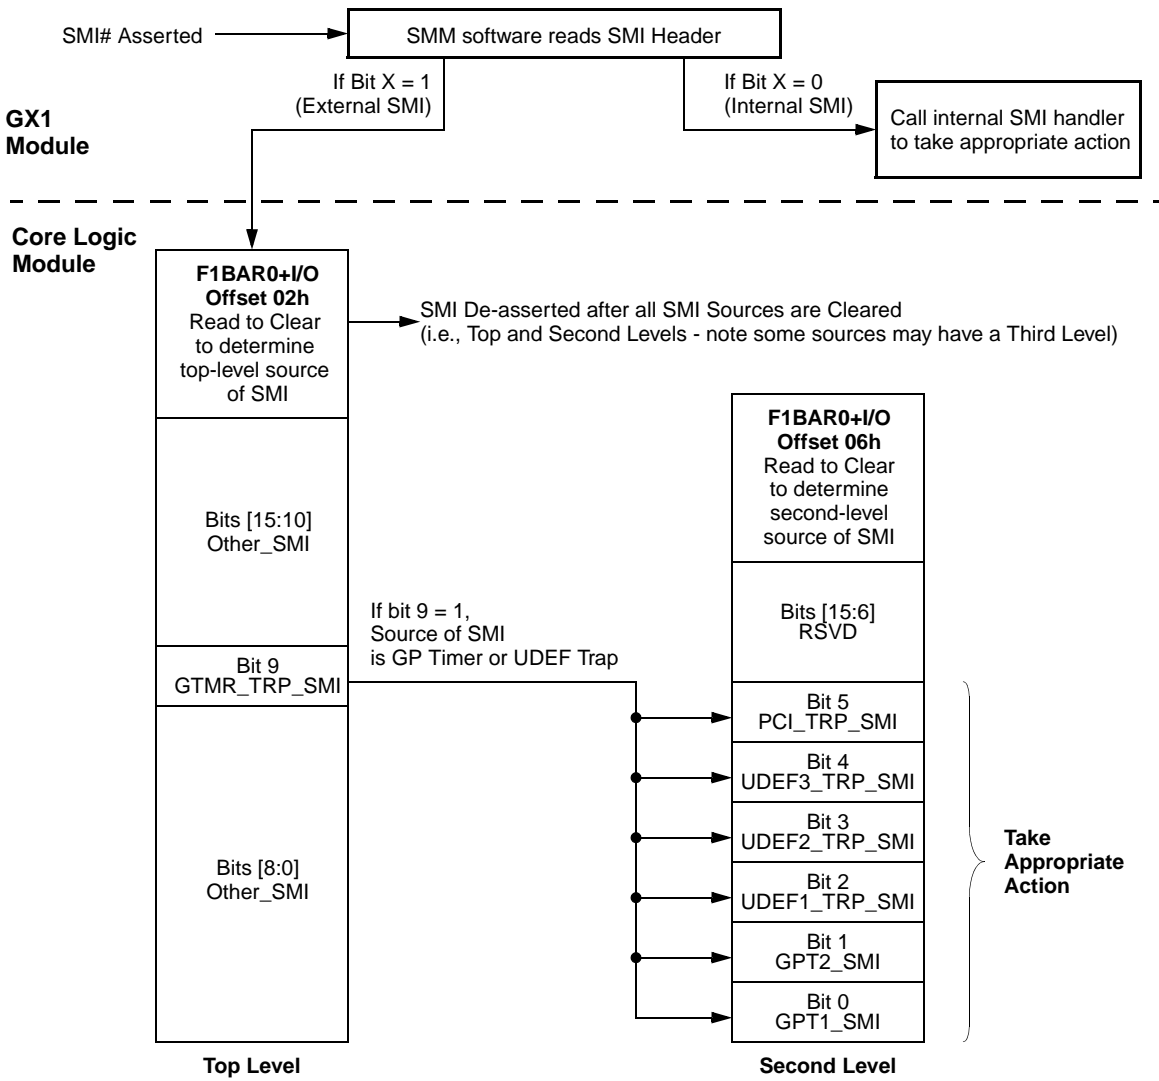 SMI# Asserted
SMM software reads SMI Header
If Bit X = 1
(External SMI)
If Bit X = 0
(Internal SMI)
GX1
Module
Call internal SMI handler
to take appropriate action
Core Logic
Module
F1BAR0+I/O
Offset 02h
Read to Clear
to determine
top-level source
of SMI
SMI De-asserted after all SMI Sources are Cleared
(i.e., Top and Second Levels - note some sources may have a Third Level)
Bits [15:10]
Other_SMI
If bit 9 = 1,
Source of SMI
is GP Timer or UDEF Trap
Bit 9
GTMR_TRP_SMI
Bits [8:0]
Other_SMI
Top Level
F1BAR0+I/O
Offset 06h
Read to Clear
to determine
second-level
source of SMI
Bits [15:6]
RSVD
Bit 5
PCI_TRP_SMI
Bit 4
UDEF3_TRP_SMI
Bit 3
UDEF2_TRP_SMI
Bit 2
UDEF1_TRP_SMI
Bit 1
GPT2_SMI
Bit 0
GPT1_SMI
Second Level
Take
Appropriate
Action